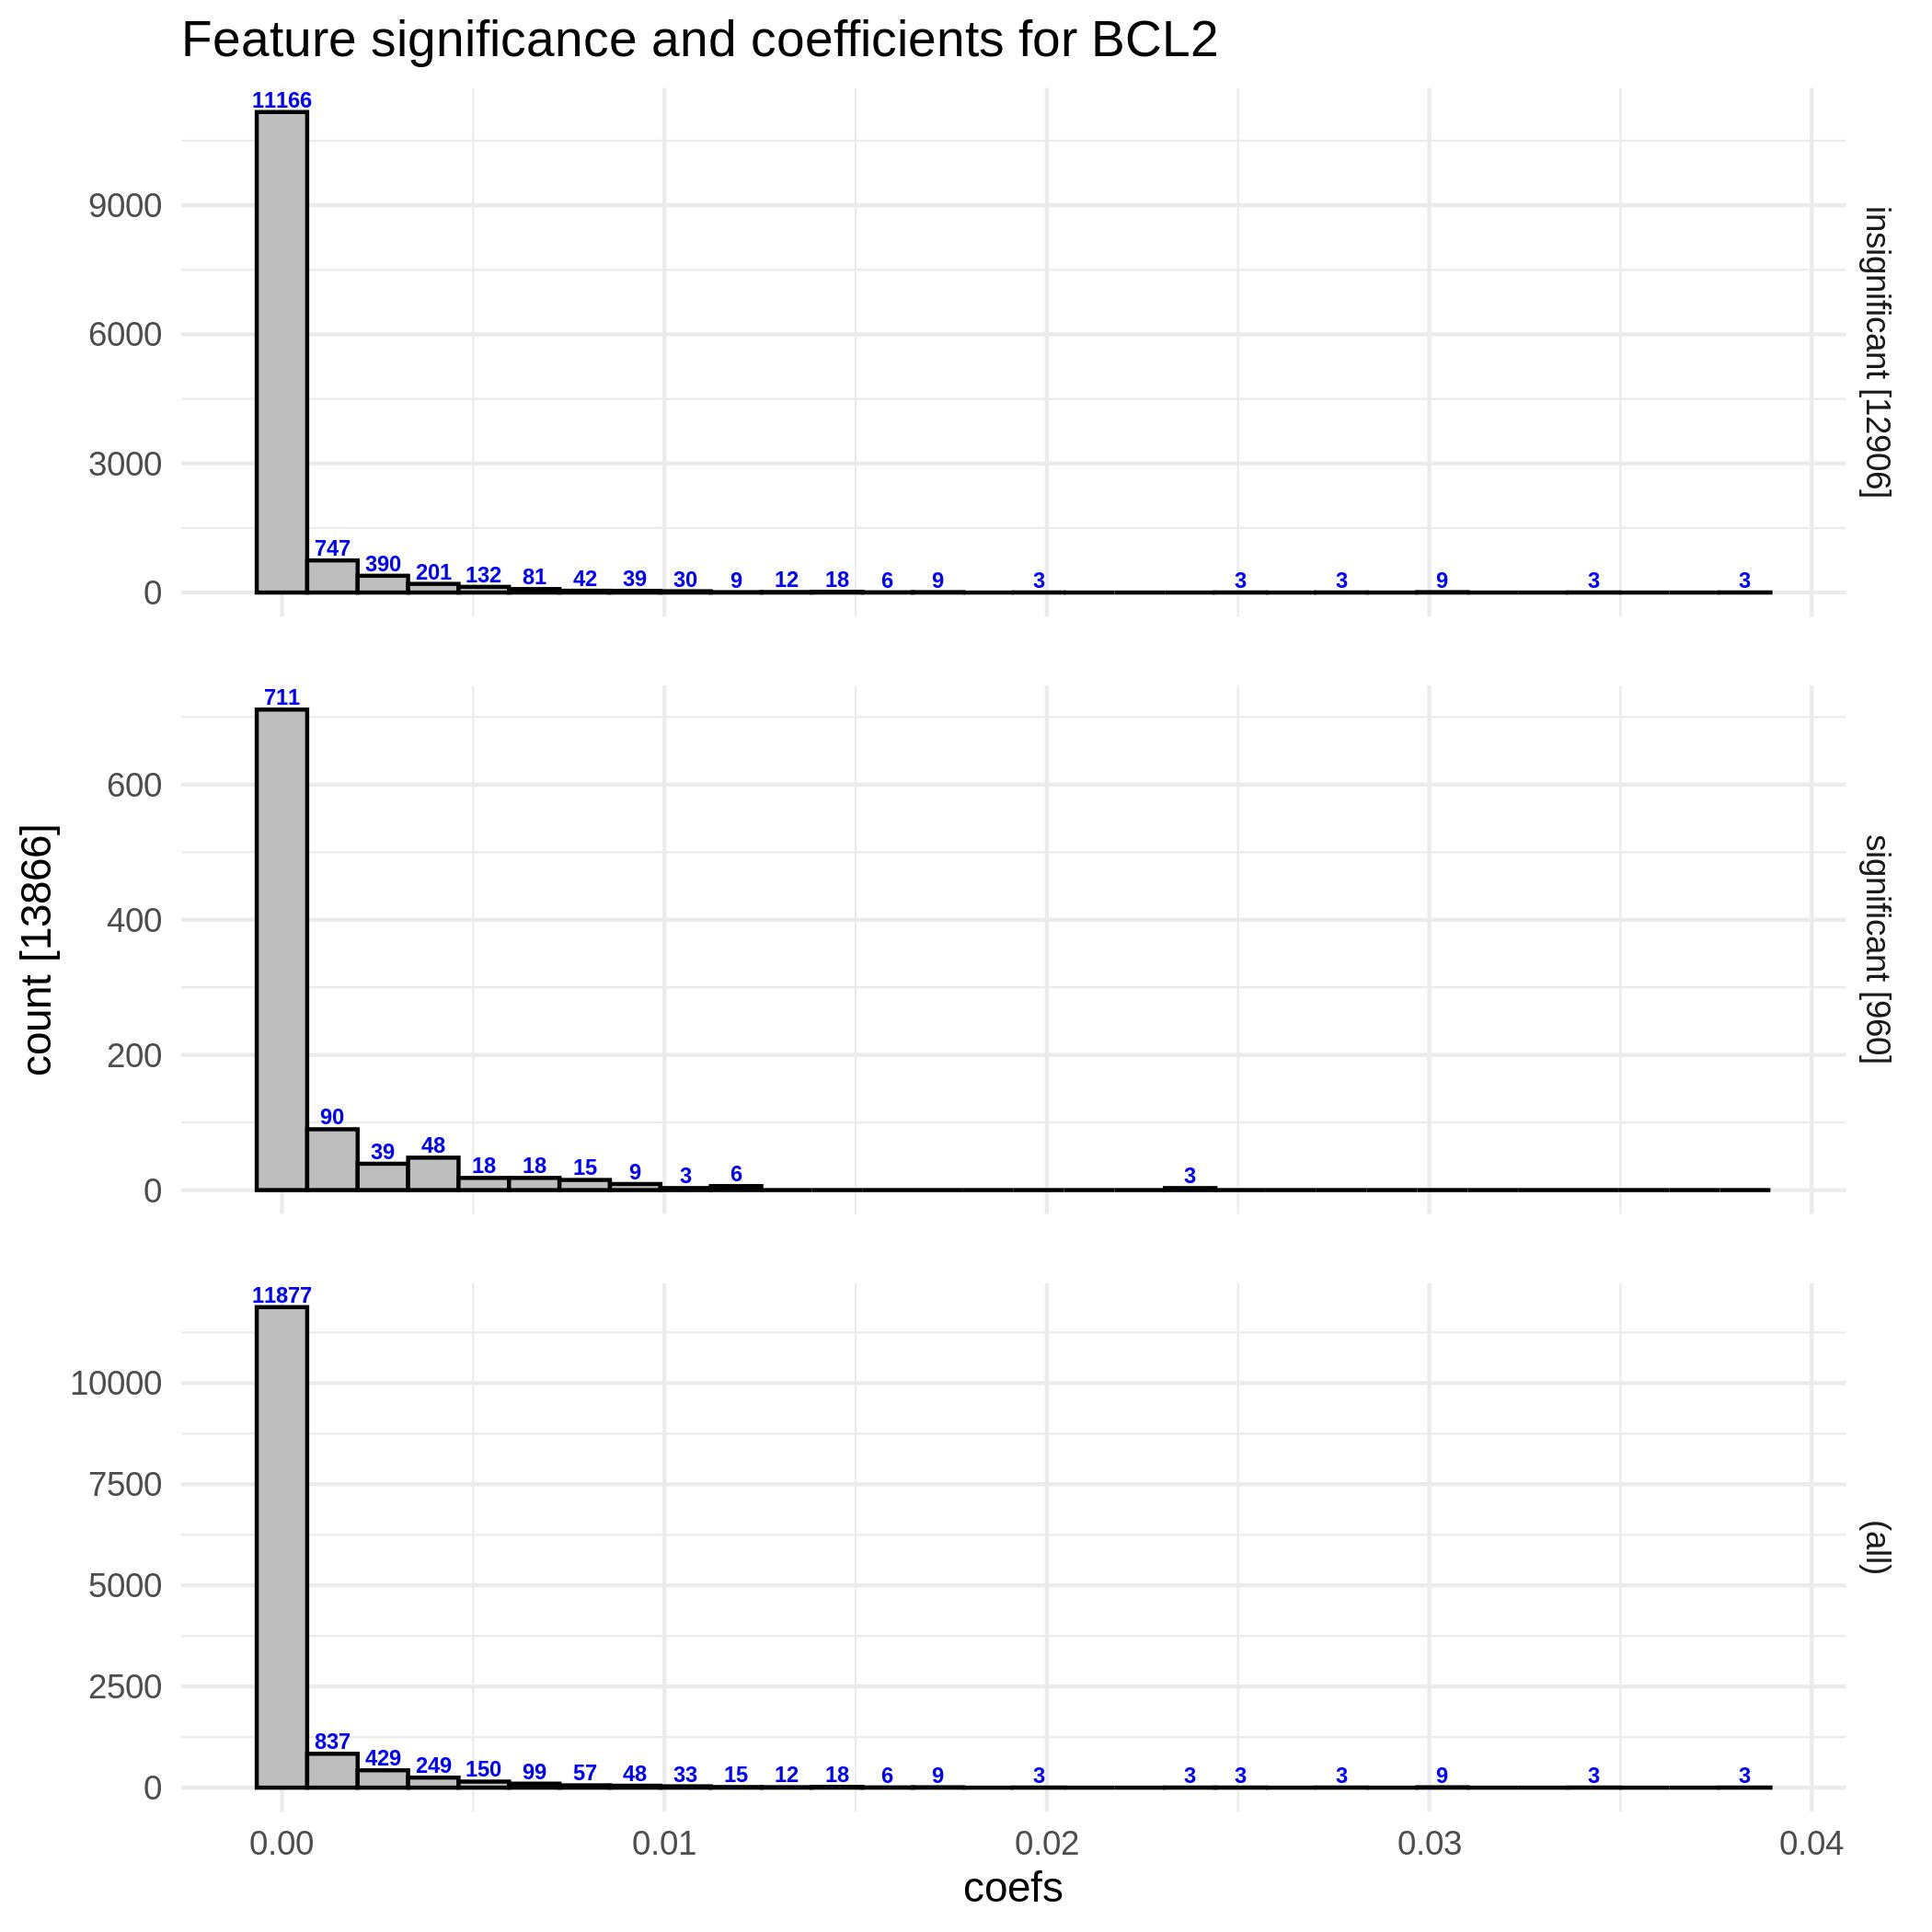 Feature significance and coefficients for BCL2
11166
9000
6000
3000
0
747 390 201 132 81 42 39 30 9 12 18 6 9 3 3 3 9 3 3
insignificant [12906]
count [13866]
711
600
400
200
0
90 39 48 18 18 15 9 3 6 3
significant [960]
11877
10000
7500
5000
2500
0
837 429 249 150 99 57 48 33 15 12 18 6 9 3 3 3 3 9 3 3
(all)
0.00 0.01 0.02 0.03 0.04
coefs